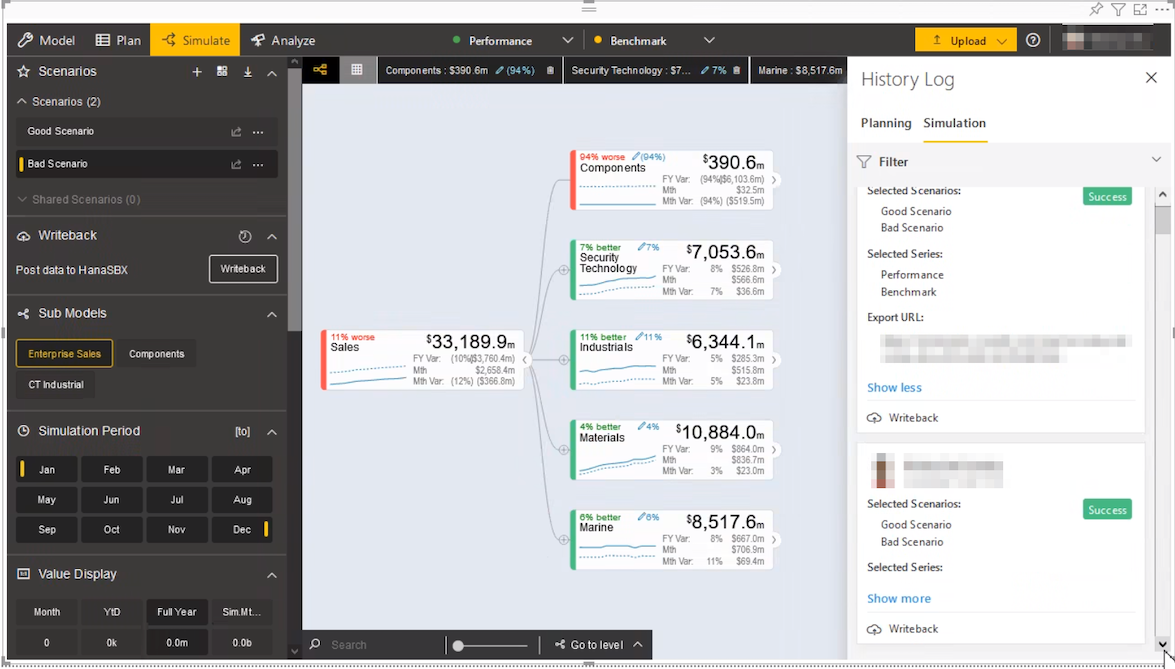 Model Plan Simulate Analyze Performance Benchmark Upload
Scenarios
Scenarios (2)
Good Scenario
Bad Scenario
Shared Scenarios (0)
Writeback
Post data to HanaSBX Writeback
Sub Models
Enterprise Sales Components
CT Industrial
Simulation Period [to]
Jan Feb Mar Apr
May Jun Jul Aug
Sep Oct Nov Dec
Value Display
Month YtD Full Year Sim.Mt...
0 0k 0.0m 0.0b
Components : $390.6m (94%) Security Technology : $7... 7% Marine : $8,517.6m
11% worse
Sales
$33,189.9m
FY Var: (10%)($3,760.4m)
Mth $2,658.4m
Mth Var: (12%) ($366.8m)
94% worse (94%)
Components
$390.6m
FY Var: (94%)($6,103.6m)
Mth $32.5m
Mth Var: (94%) ($519.5m)
7% better 7%
Security
Technology
$7,053.6m
FY Var: 8% $526.8m
Mth $566.6m
Mth Var: 7% $36.6m
11% better 11%
Industrials
$6,344.1m
FY Var: 5% $285.3m
Mth $515.8m
Mth Var: 5% $23.8m
4% better 4%
Materials
$10,884.0m
FY Var: 9% $864.0m
Mth $836.7m
Mth Var: 3% $23.0m
6% better 6%
Marine
$8,517.6m
FY Var: 8% $667.0m
Mth $706.9m
Mth Var: 11% $69.4m
Search Go to level
History Log
Planning Simulation
Filter
Selected Scenarios: Success
Good Scenario
Bad Scenario
Selected Series:
Performance
Benchmark
Export URL:
Show less
Writeback
Selected Scenarios: Success
Good Scenario
Bad Scenario
Selected Series:
Show more
Writeback